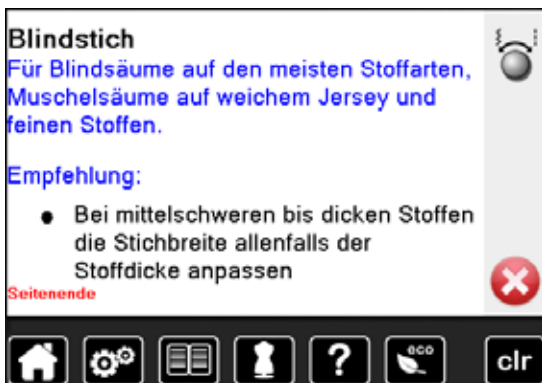 Blindstich
Für Blindsäume auf den meisten Stoffarten,
Muschelsäume auf weichem Jersey und
feinen Stoffen.
Empfehlung:
● Bei mittelschweren bis dicken Stoffen
die Stichbreite allenfalls der
Stoffdicke anpassen
Seitenende
?
eco
clr